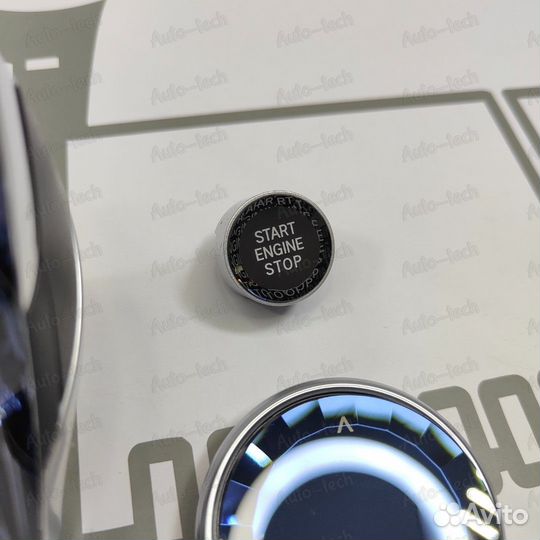 START
ENGINE
STOP
A
Auto-tech
Avito